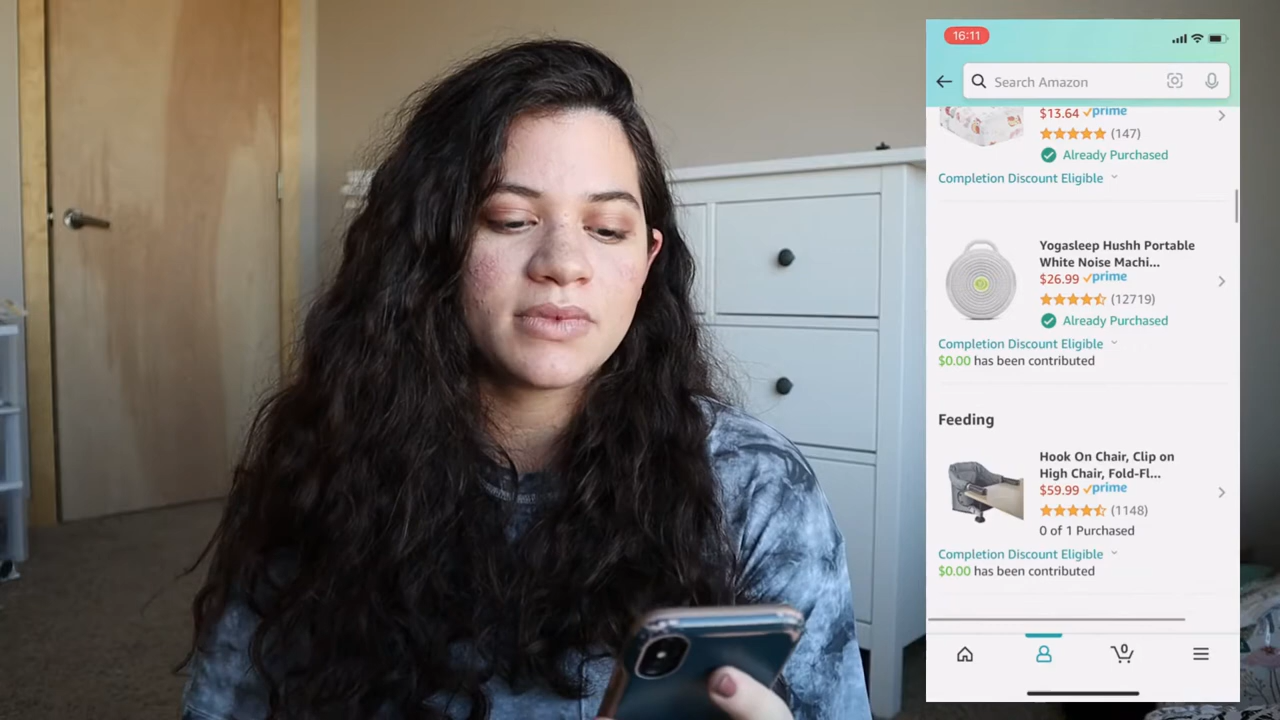 16:11
Search Amazon
$13.64 prime
(147)
Already Purchased
Completion Discount Eligible
Yogasleep Hushh Portable
White Noise Machi...
$26.99 prime
(12719)
Already Purchased
Completion Discount Eligible
$0.00 has been contributed
Feeding
Hook On Chair, Clip on
High Chair, Fold-Fl...
$59.99 prime
(1148)
0 of 1 Purchased
Completion Discount Eligible
$0.00 has been contributed
0